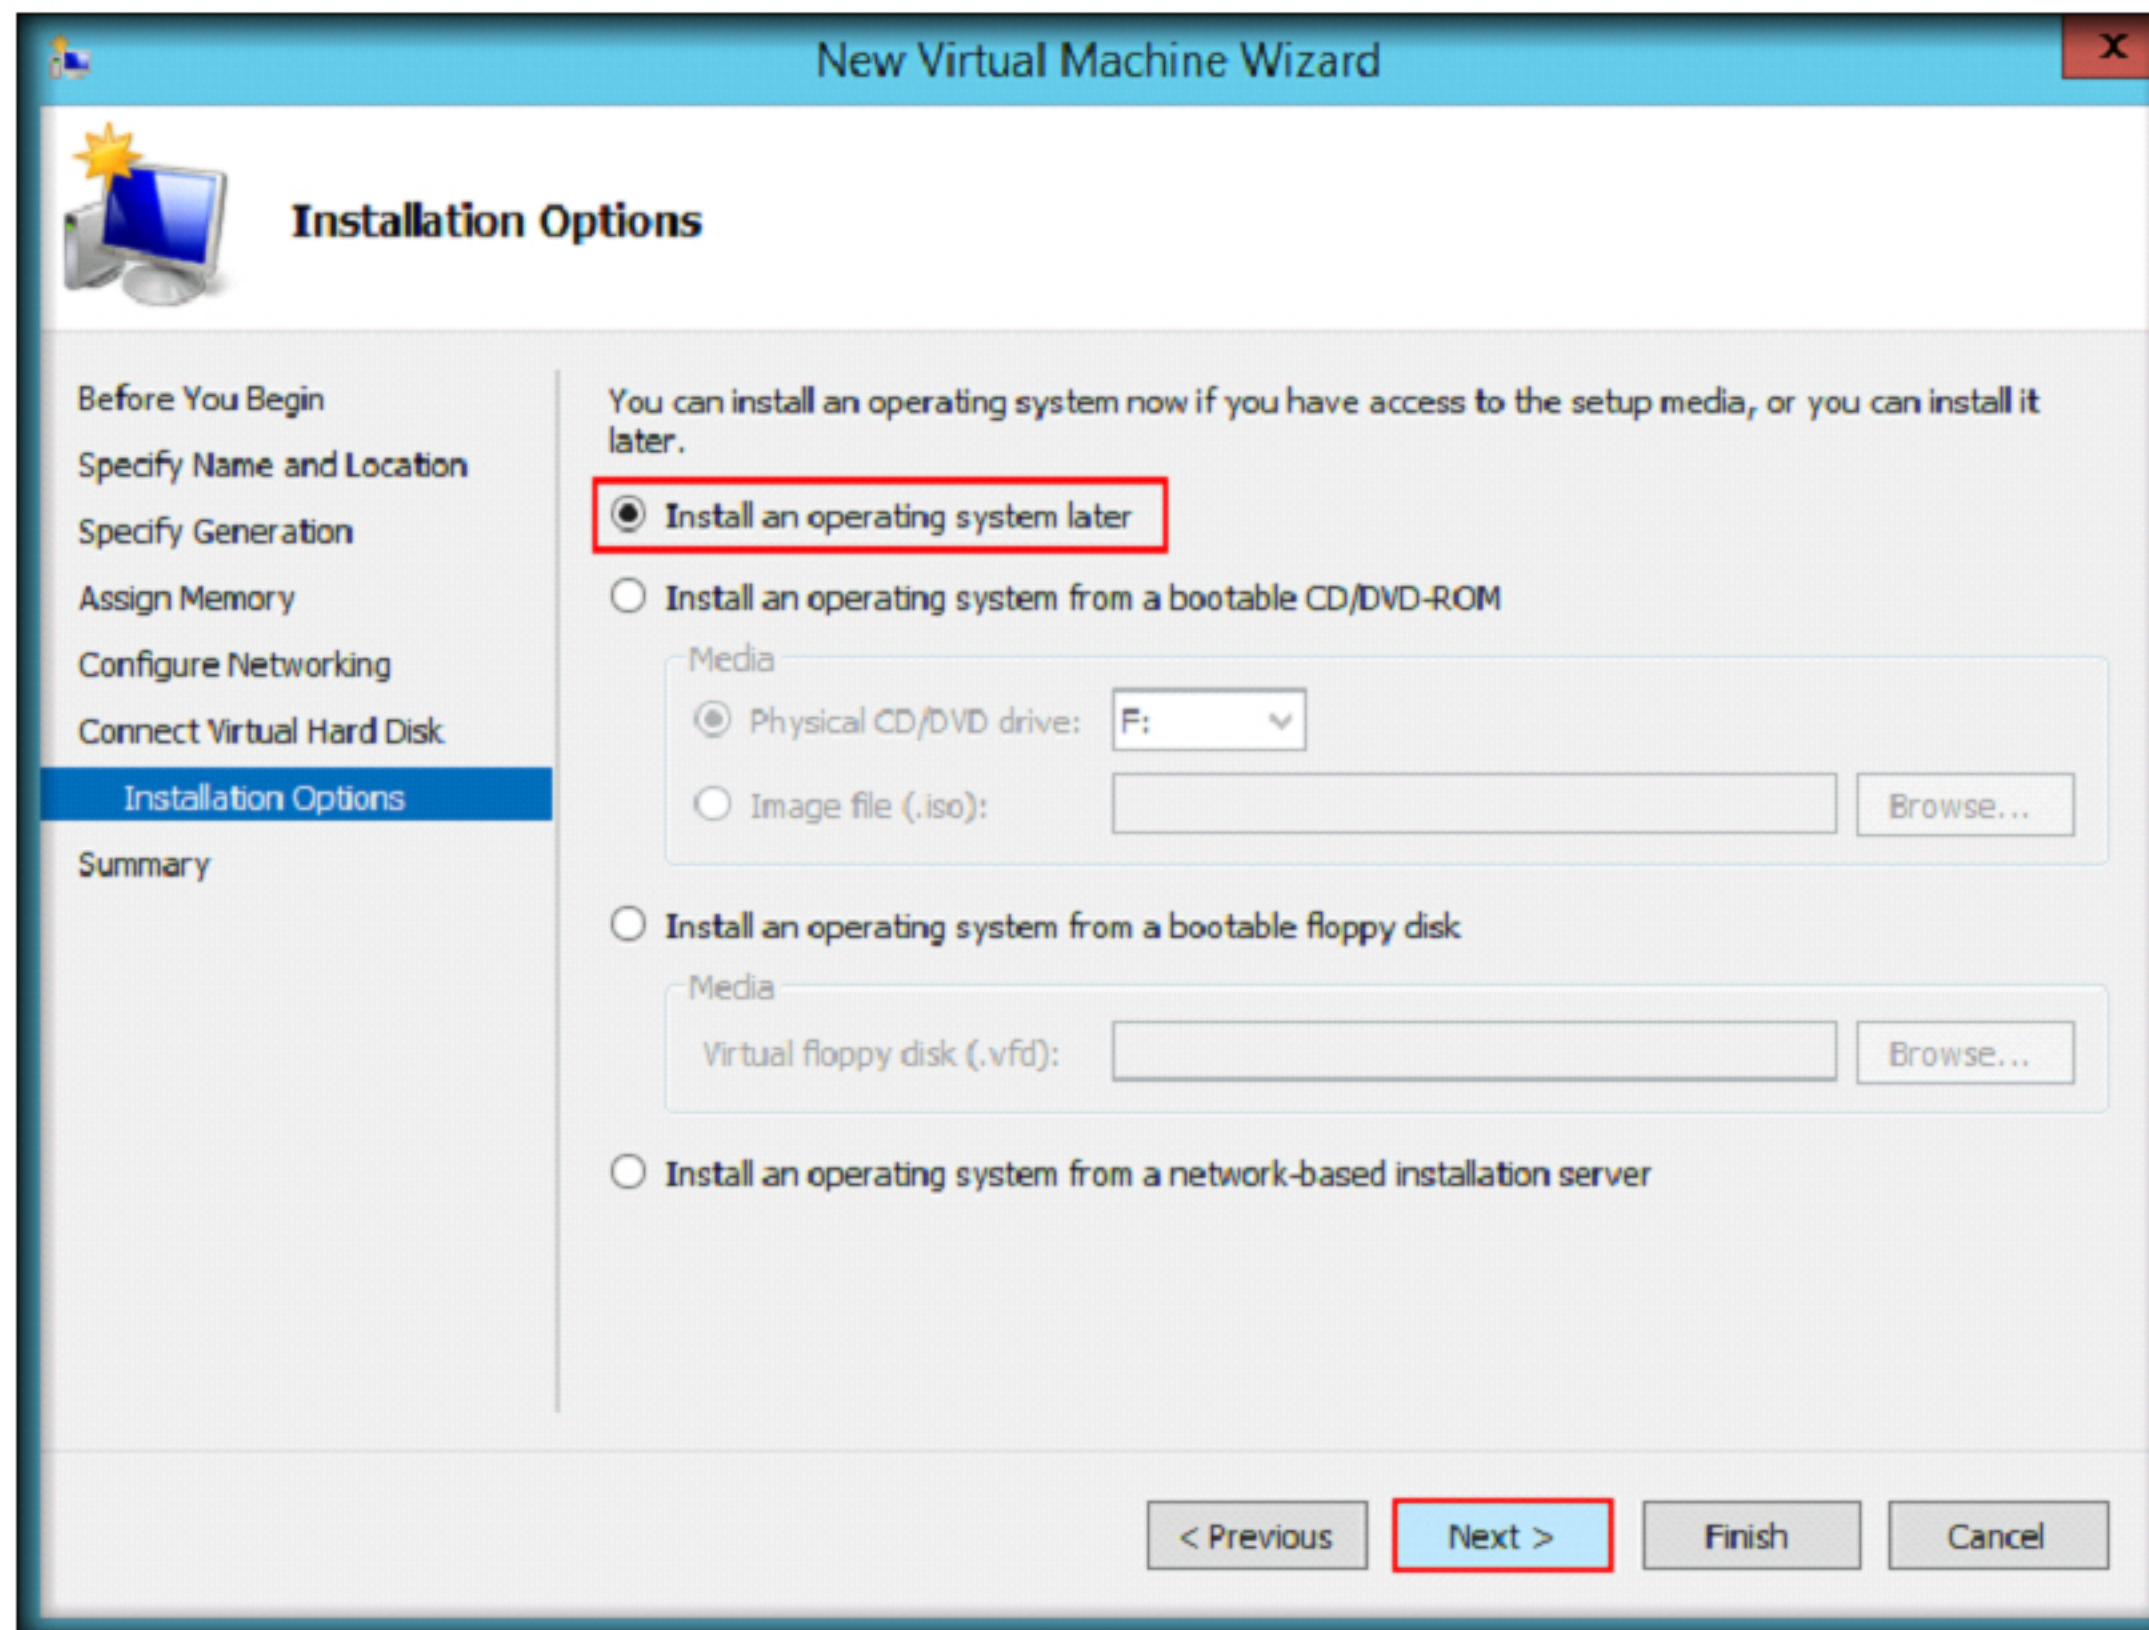 New Virtual Machine Wizard
x
Installation Options
Before You Begin
Specify Name and Location
Specify Generation
Assign Memory
Configure Networking
Connect Virtual Hard Disk
Installation Options
Summary
You can install an operating system now if you have access to the setup media, or you can install it
later.
Install an operating system later
Install an operating system from a bootable CD/DVD-ROM
Media
Physical CD/DVD drive: F:
Image file (.iso): Browse...
Install an operating system from a bootable floppy disk
Media
Virtual floppy disk (.vfd): Browse...
Install an operating system from a network-based installation server
< Previous Next > Finish Cancel